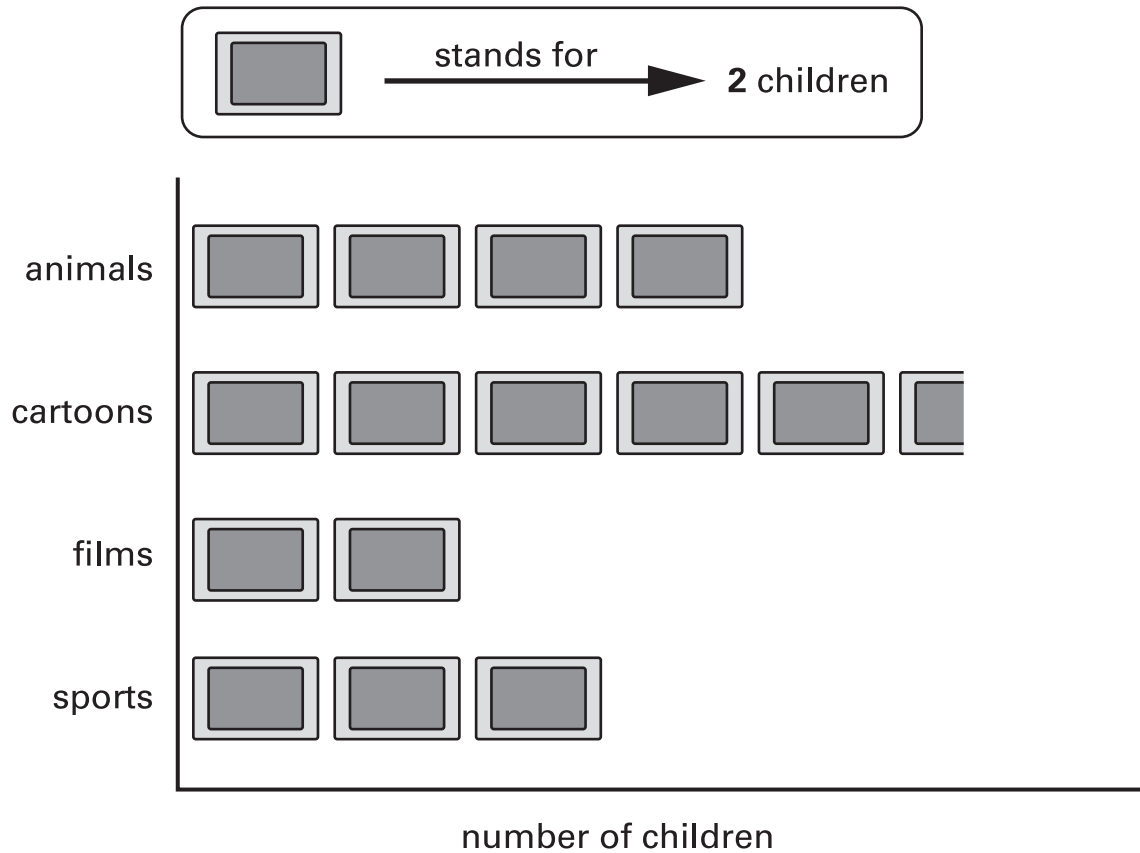 stands for
2 children
animals
cartoons
films
sports
number of children